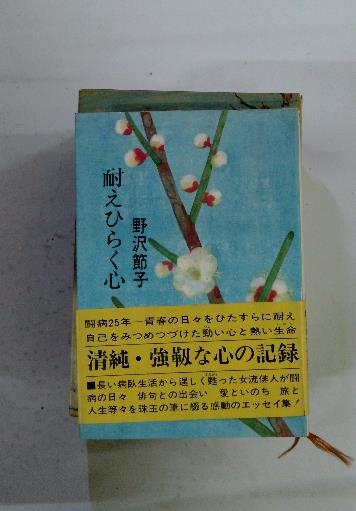 耐えひらく心
野沢節子
闘病25年―青春の日々をひたすらに耐え
自己をみつめつづけた勁い心と熱い生命
清純・強靱な心の記録
■長い病臥生活から逞しく甦った女流俳人が闘
病の日々 俳句との出会い 愛といのち 旅と
人生等々を珠玉の筆に綴る感動のエッセイ集!